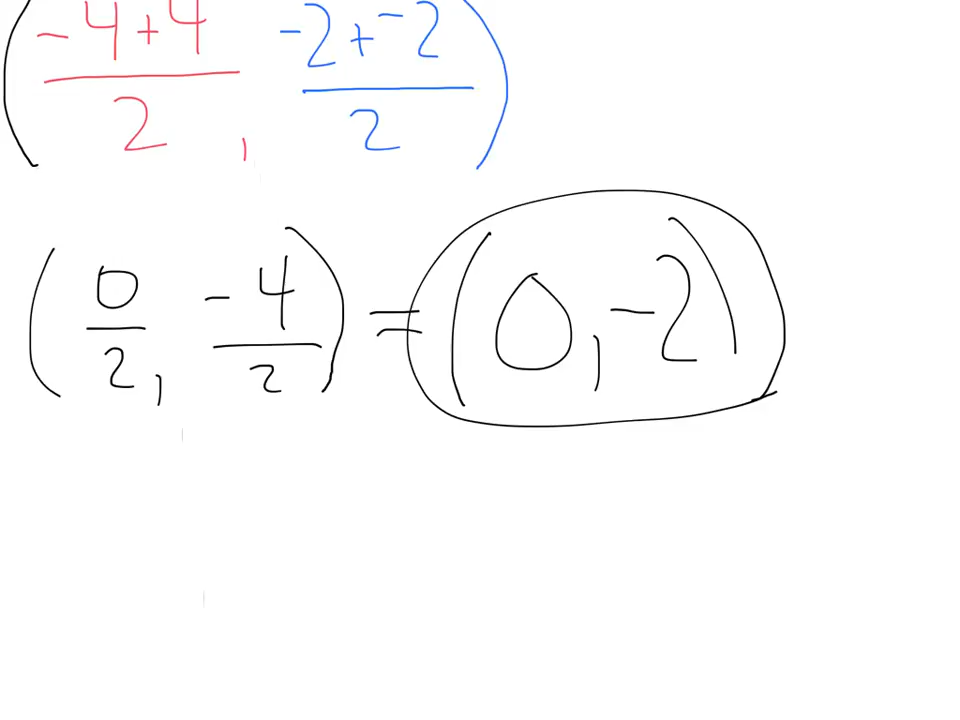 (-4+4/2, -2+-2/2)
(0/2, -4/2) = (0, -2)